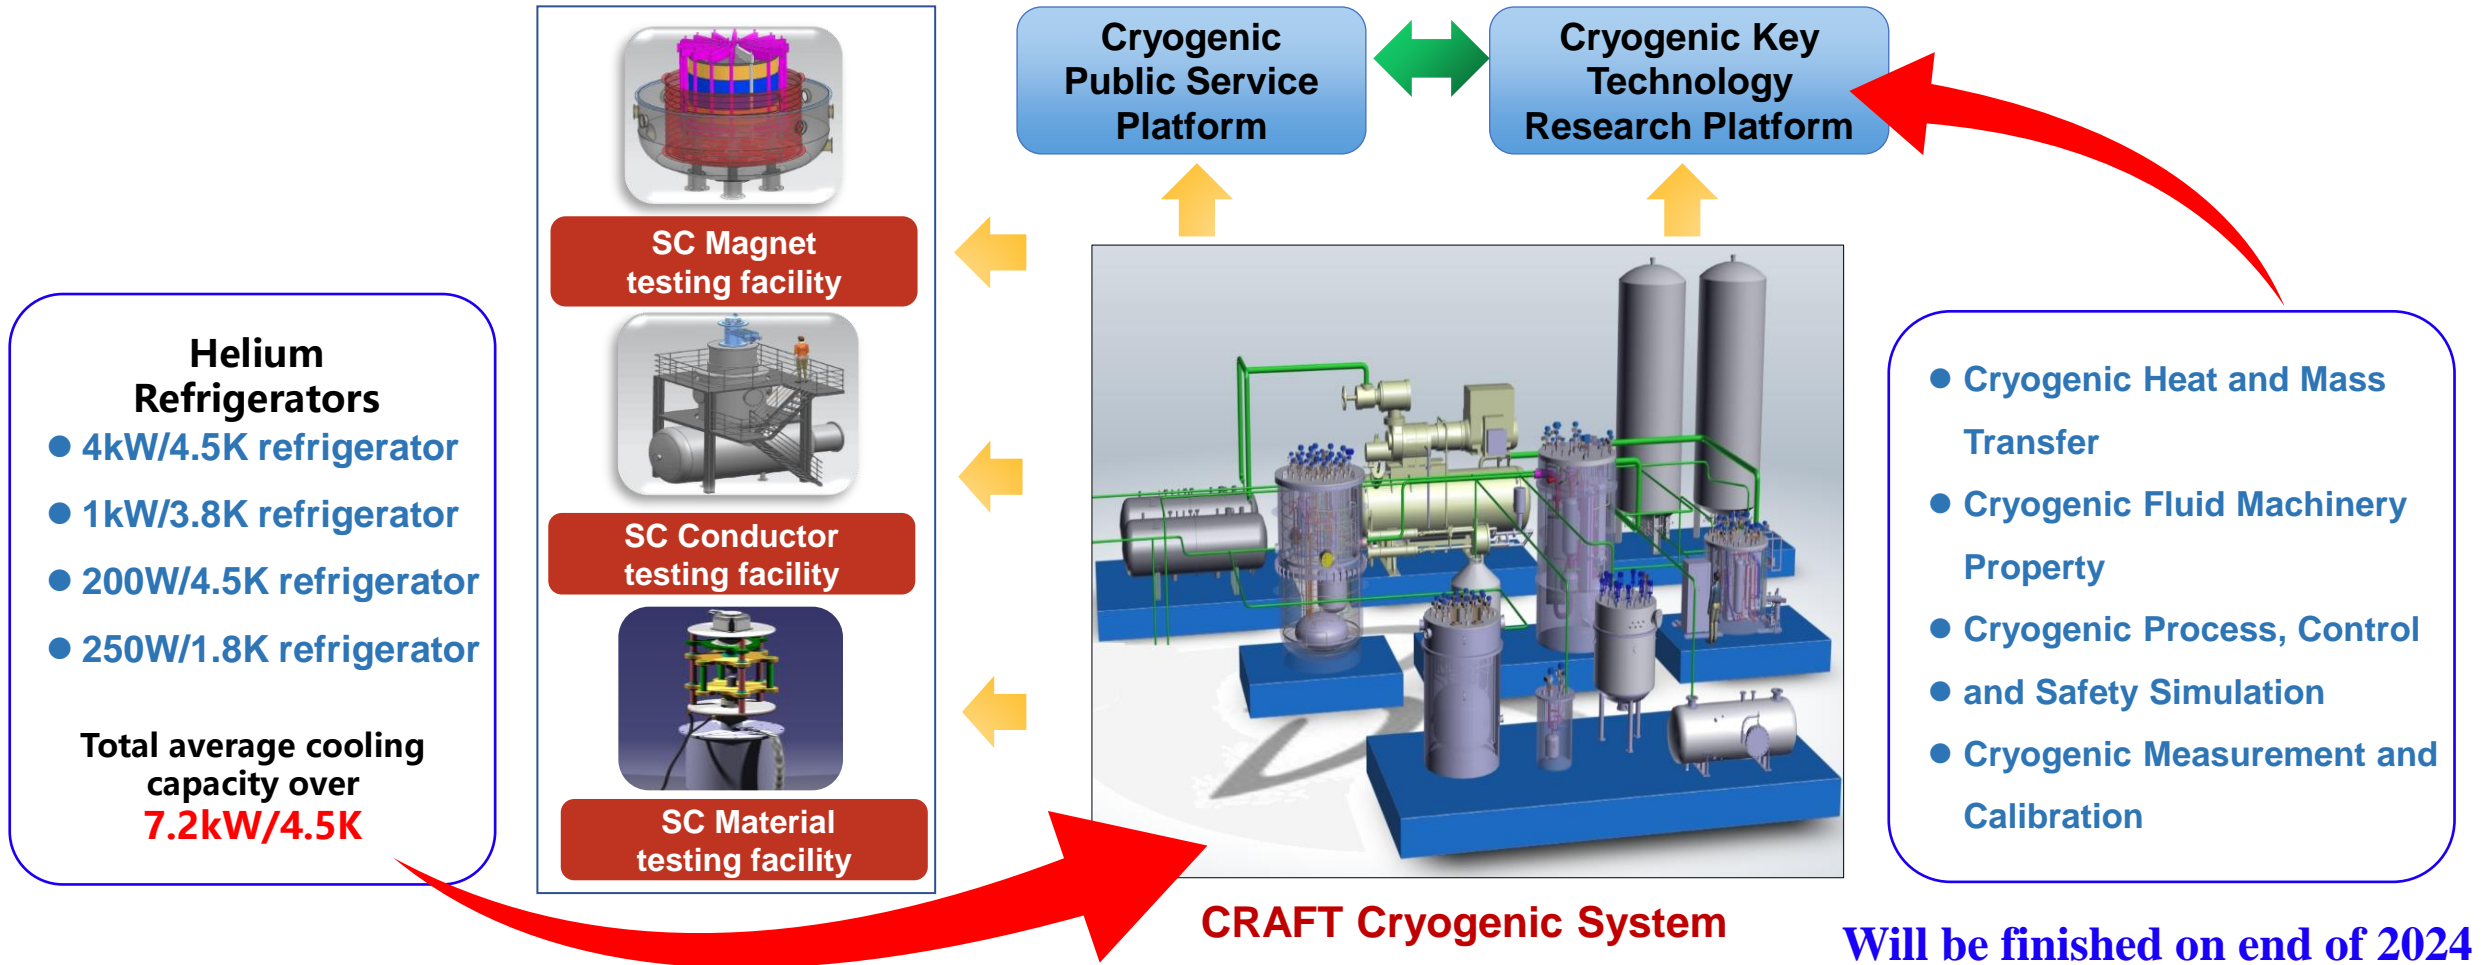 Helium
Refrigerators
4kW/4.5K refrigerator
1kW/3.8K refrigerator
200W/4.5K refrigerator
250W/1.8K refrigerator
Total average cooling
capacity over
7.2kW/4.5K
SC Magnet
testing facility
SC Conductor
testing facility
SC Material
testing facility
Cryogenic
Public Service
Platform
Cryogenic Key
Technology
Research Platform
CRAFT Cryogenic System
Cryogenic Heat and Mass
Transfer
Cryogenic Fluid Machinery
Property
Cryogenic Process, Control
and Safety Simulation
Cryogenic Measurement and
Calibration
Will be finished on end of 2024